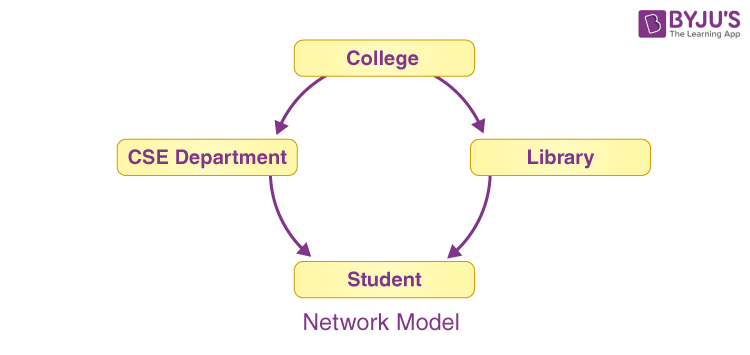 BYJU'S
The Learning App
College
CSE Department
Library
Student
Network Model